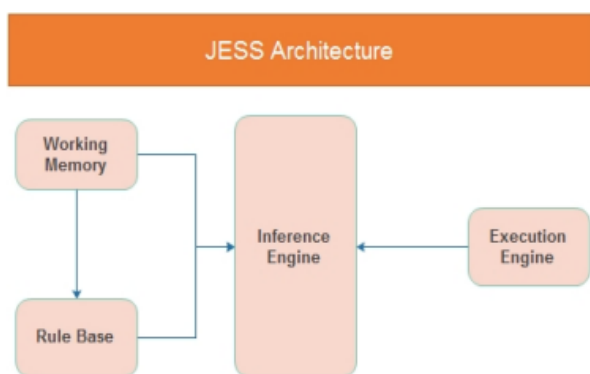 JESS Architecture
Working
Memory
Inference
Engine
Execution
Engine
Rule Base